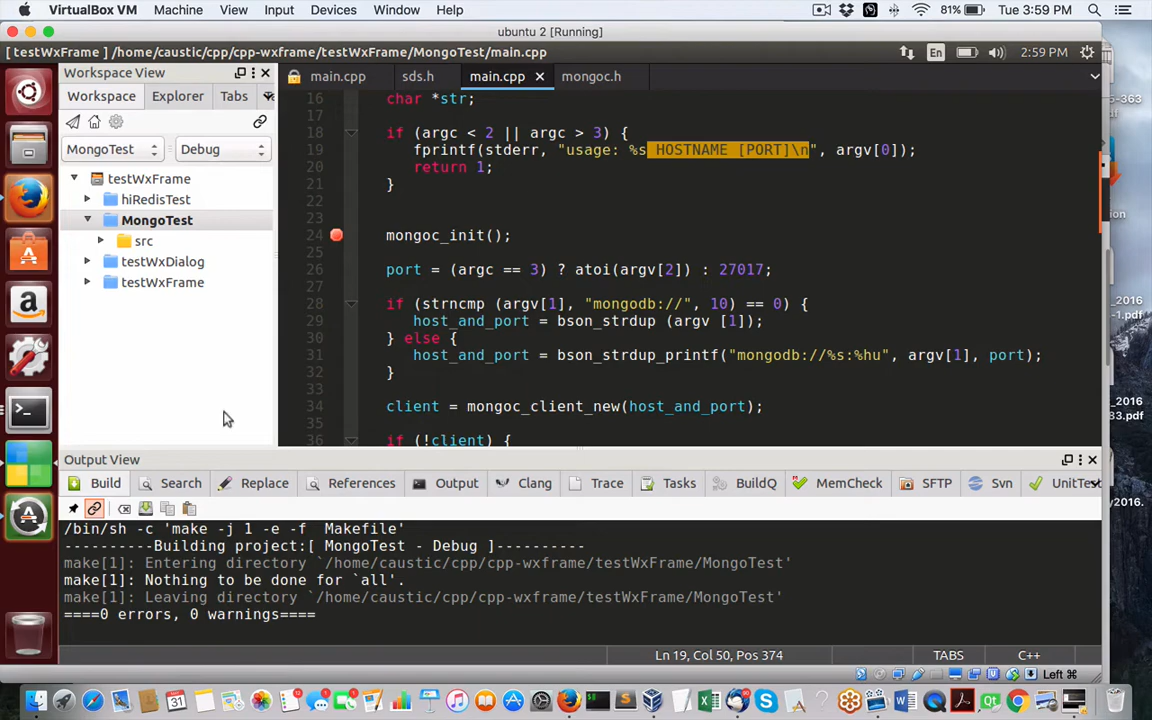 VirtualBox VM Machine View Input Devices Window Help 81% Tue 3:59 PM
ubuntu 2 [Running]
[ testWxFrame ] /home/caustic/cpp/cpp-wxframe/testWxFrame/MongoTest/main.cpp En 2:59 PM
Workspace View
main.cpp sds.h main.cpp mongoc.h
Workspace Explorer Tabs
MongoTest Debug
testWxFrame
hiRedisTest
MongoTest
src
testWxDialog
testWxFrame
16 char *str;
17
18 if (argc < 2 || argc > 3) {
19 fprintf(stderr, "usage: %s HOSTNAME [PORT]\n", argv[0]);
20 return 1;
21 }
22
23
24 mongoc_init();
25
26 port = (argc == 3) ? atoi(argv[2]) : 27017;
27
28 if (strncmp (argv[1], "mongodb://", 10) == 0) {
29 host_and_port = bson_strdup (argv [1]);
30 } else {
31 host_and_port = bson_strdup_printf("mongodb://%s:%hu", argv[1], port);
32 }
33
34 client = mongoc_client_new(host_and_port);
35
36 if (!client) {
Output View
Build Search Replace References Output Clang Trace Tasks BuildQ MemCheck SFTP Svn UnitTest
/bin/sh -c 'make -j 1 -e -f Makefile'
----------Building project:[ MongoTest - Debug ]----------
make[1]: Entering directory `/home/caustic/cpp/cpp-wxframe/testWxFrame/MongoTest'
make[1]: Nothing to be done for `all'.
make[1]: Leaving directory `/home/caustic/cpp/cpp-wxframe/testWxFrame/MongoTest'
====0 errors, 0 warnings====
Ln 19, Col 50, Pos 374 TABS C++
Left ⌘